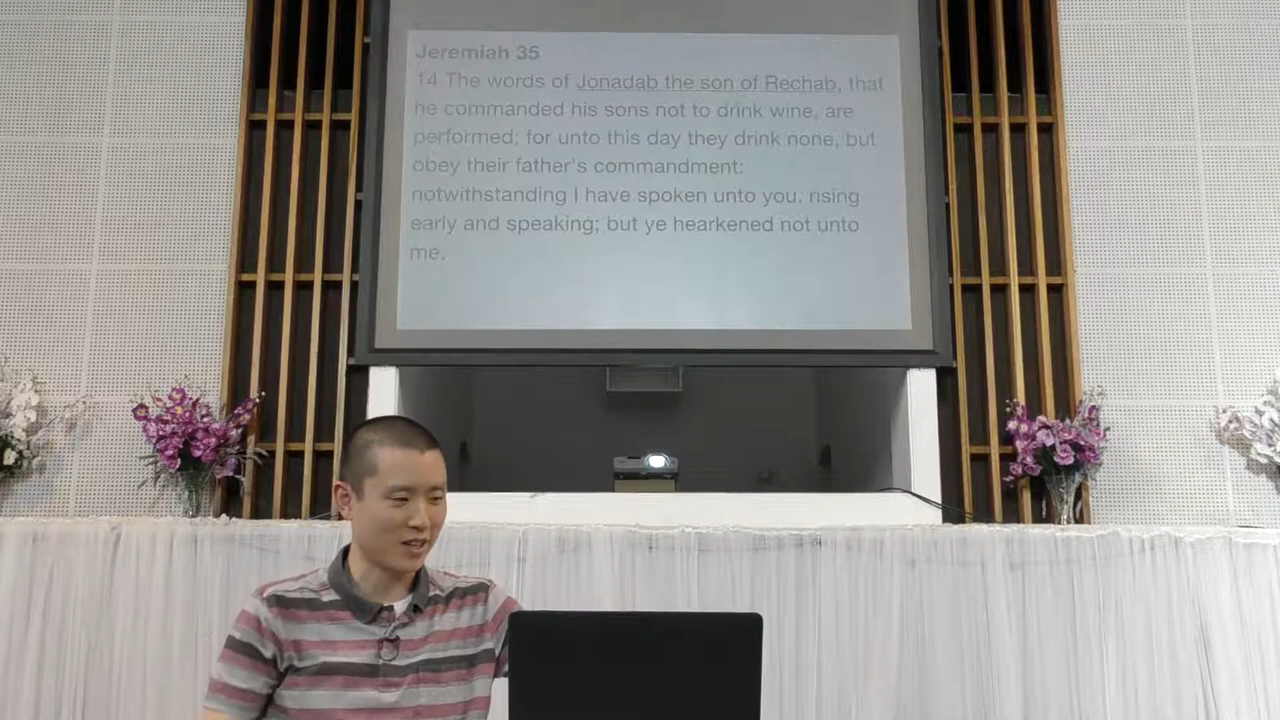 Jeremiah 35
14 The words of Jonadab the son of Rechab, that
he commanded his sons not to drink wine, are
performed; for unto this day they drink none, but
obey their father's commandment:
notwithstanding I have spoken unto you, rising
early and speaking; but ye hearkened not unto
me.